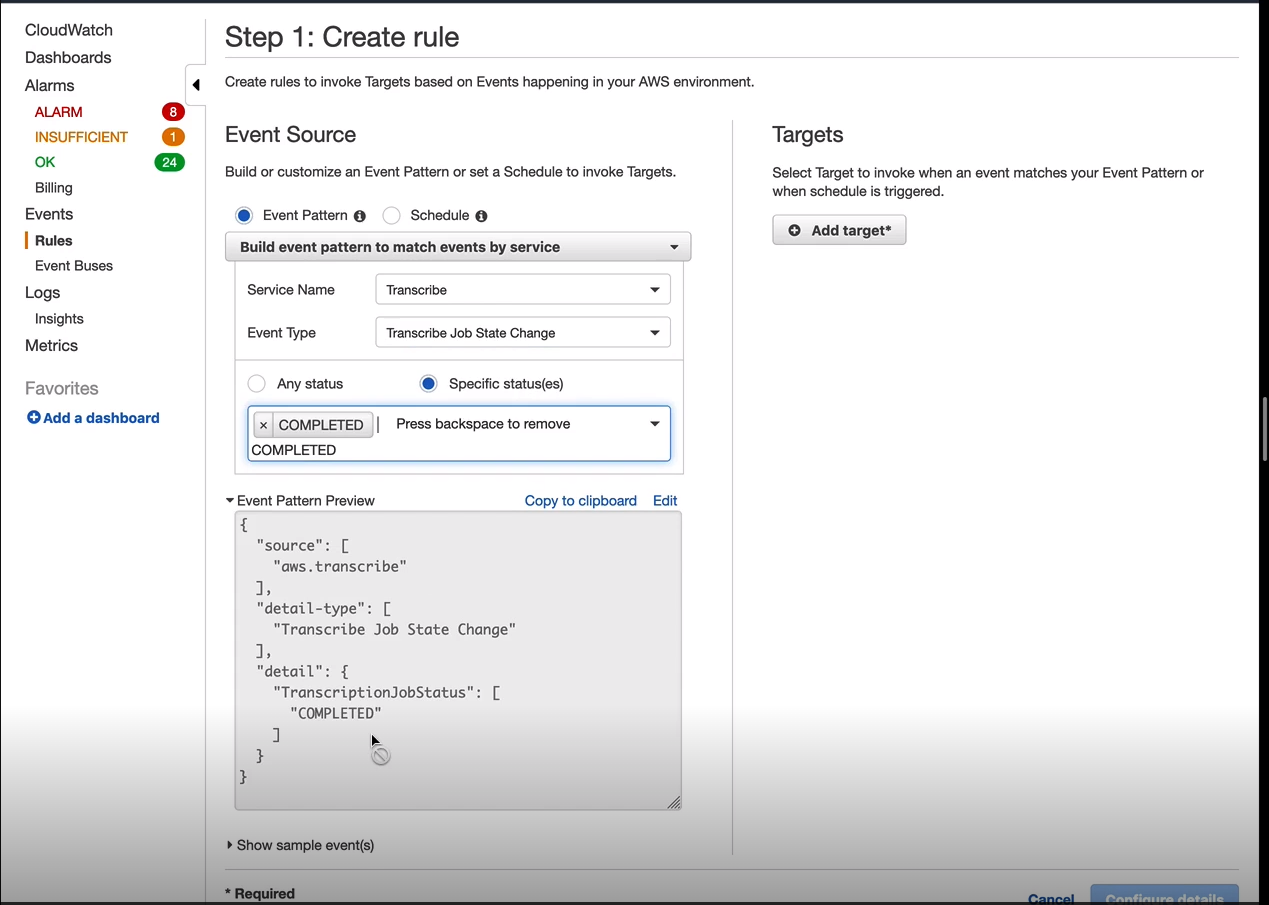 CloudWatch
Dashboards
Alarms
ALARM 8
INSUFFICIENT 1
OK 24
Billing
Events
Rules
Event Buses
Logs
Insights
Metrics
Favorites
Add a dashboard
Step 1: Create rule
Create rules to invoke Targets based on Events happening in your AWS environment.
Event Source
Build or customize an Event Pattern or set a Schedule to invoke Targets.
Event Pattern Schedule
Build event pattern to match events by service
Service Name Transcribe
Event Type Transcribe Job State Change
Any status Specific status(es)
× COMPLETED Press backspace to remove
COMPLETED
Event Pattern Preview Copy to clipboard Edit
{
  "source": [
    "aws.transcribe"
  ],
  "detail-type": [
    "Transcribe Job State Change"
  ],
  "detail": {
    "TranscriptionJobStatus": [
      "COMPLETED"
    ]
  }
}
Show sample event(s)
Targets
Select Target to invoke when an event matches your Event Pattern or
when schedule is triggered.
Add target*
* Required
Cancel Configure details